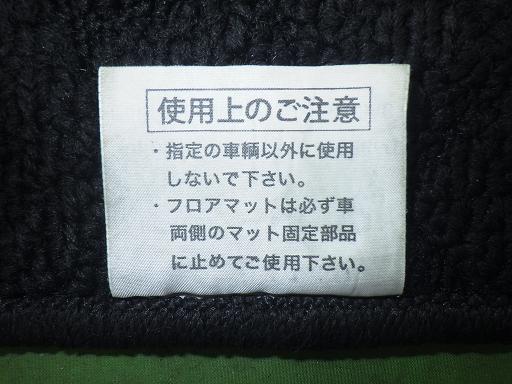 使用上のご注意
・指定の車輌以外に使用
しないで下さい。
・フロアマットは必ず車
両側のマット固定部品
に止めてご使用下さい。